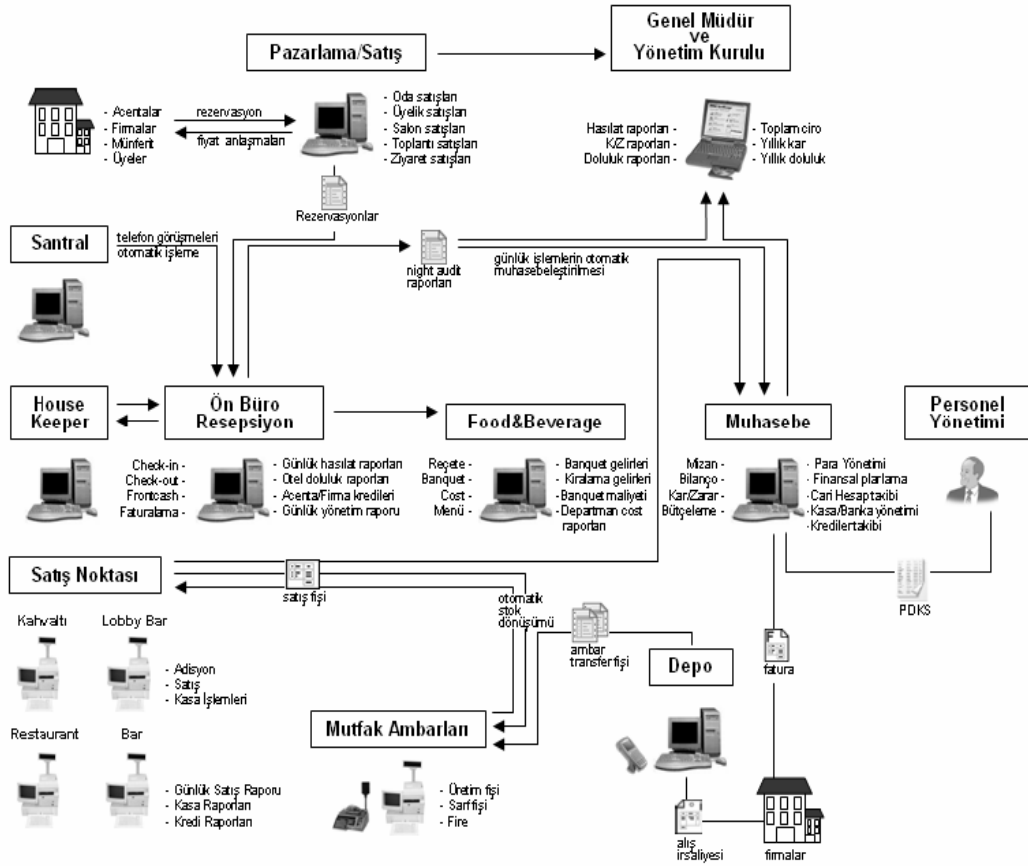 Genel Müdür
ve
Yönetim Kurulu
Pazarlama/Satış
- Acentalar
- Firmalar
- Münferit
- Üyeler
rezervasyon
fiyat anlaşmaları
- Oda satışları
- Üyelik satışları
- Salon satışları
- Toplantı satışları
- Ziyaret satışları
Hasılat raporları -
K/Z raporları -
Doluluk raporları -
- Toplam ciro
- Yıllık kar
- Yıllık doluluk
Rezervasyonlar
Santral
telefon görüşmeleri
otomatik işleme
night audit
raporları
günlük işlemlerin otomatik
muhasebeleştirilmesi
House
Keeper
Ön Büro
Resepsiyon
Food&Beverage
Muhasebe
Personel
Yönetimi
Check-in -
Check-out -
Frontcash -
Faturalama -
- Günlük hasılat raporları
- Otel doluluk raporları
- Acenta/Firma kredileri
- Günlük yönetim raporu
Reçete -
Banquet -
Cost -
Menü -
- Banquet gelirleri
- Kiralama gelirleri
- Banquet maliyeti
- Departman cost
raporları
Mizan -
Bilanço -
Kar/Zarar -
Bütçeleme -
- Para Yönetimi
- Finansal planlama
- Cari Hesap takibi
- Kasa/Banka yönetimi
- Krediler takibi
Satış Noktası
satış fişi
otomatik
stok
dönüşümü
PDKS
Kahvaltı
Lobby Bar
- Adisyon
- Satış
- Kasa İşlemleri
ambar
transfer fişi
Depo
fatura
Restaurant
Bar
Mutfak Ambarları
- Günlük Satış Raporu
- Kasa Raporları
- Kredi Raporları
- Üretim fişi
- Sarf fişi
- Fire
alış
irsaliyesi
firmalar